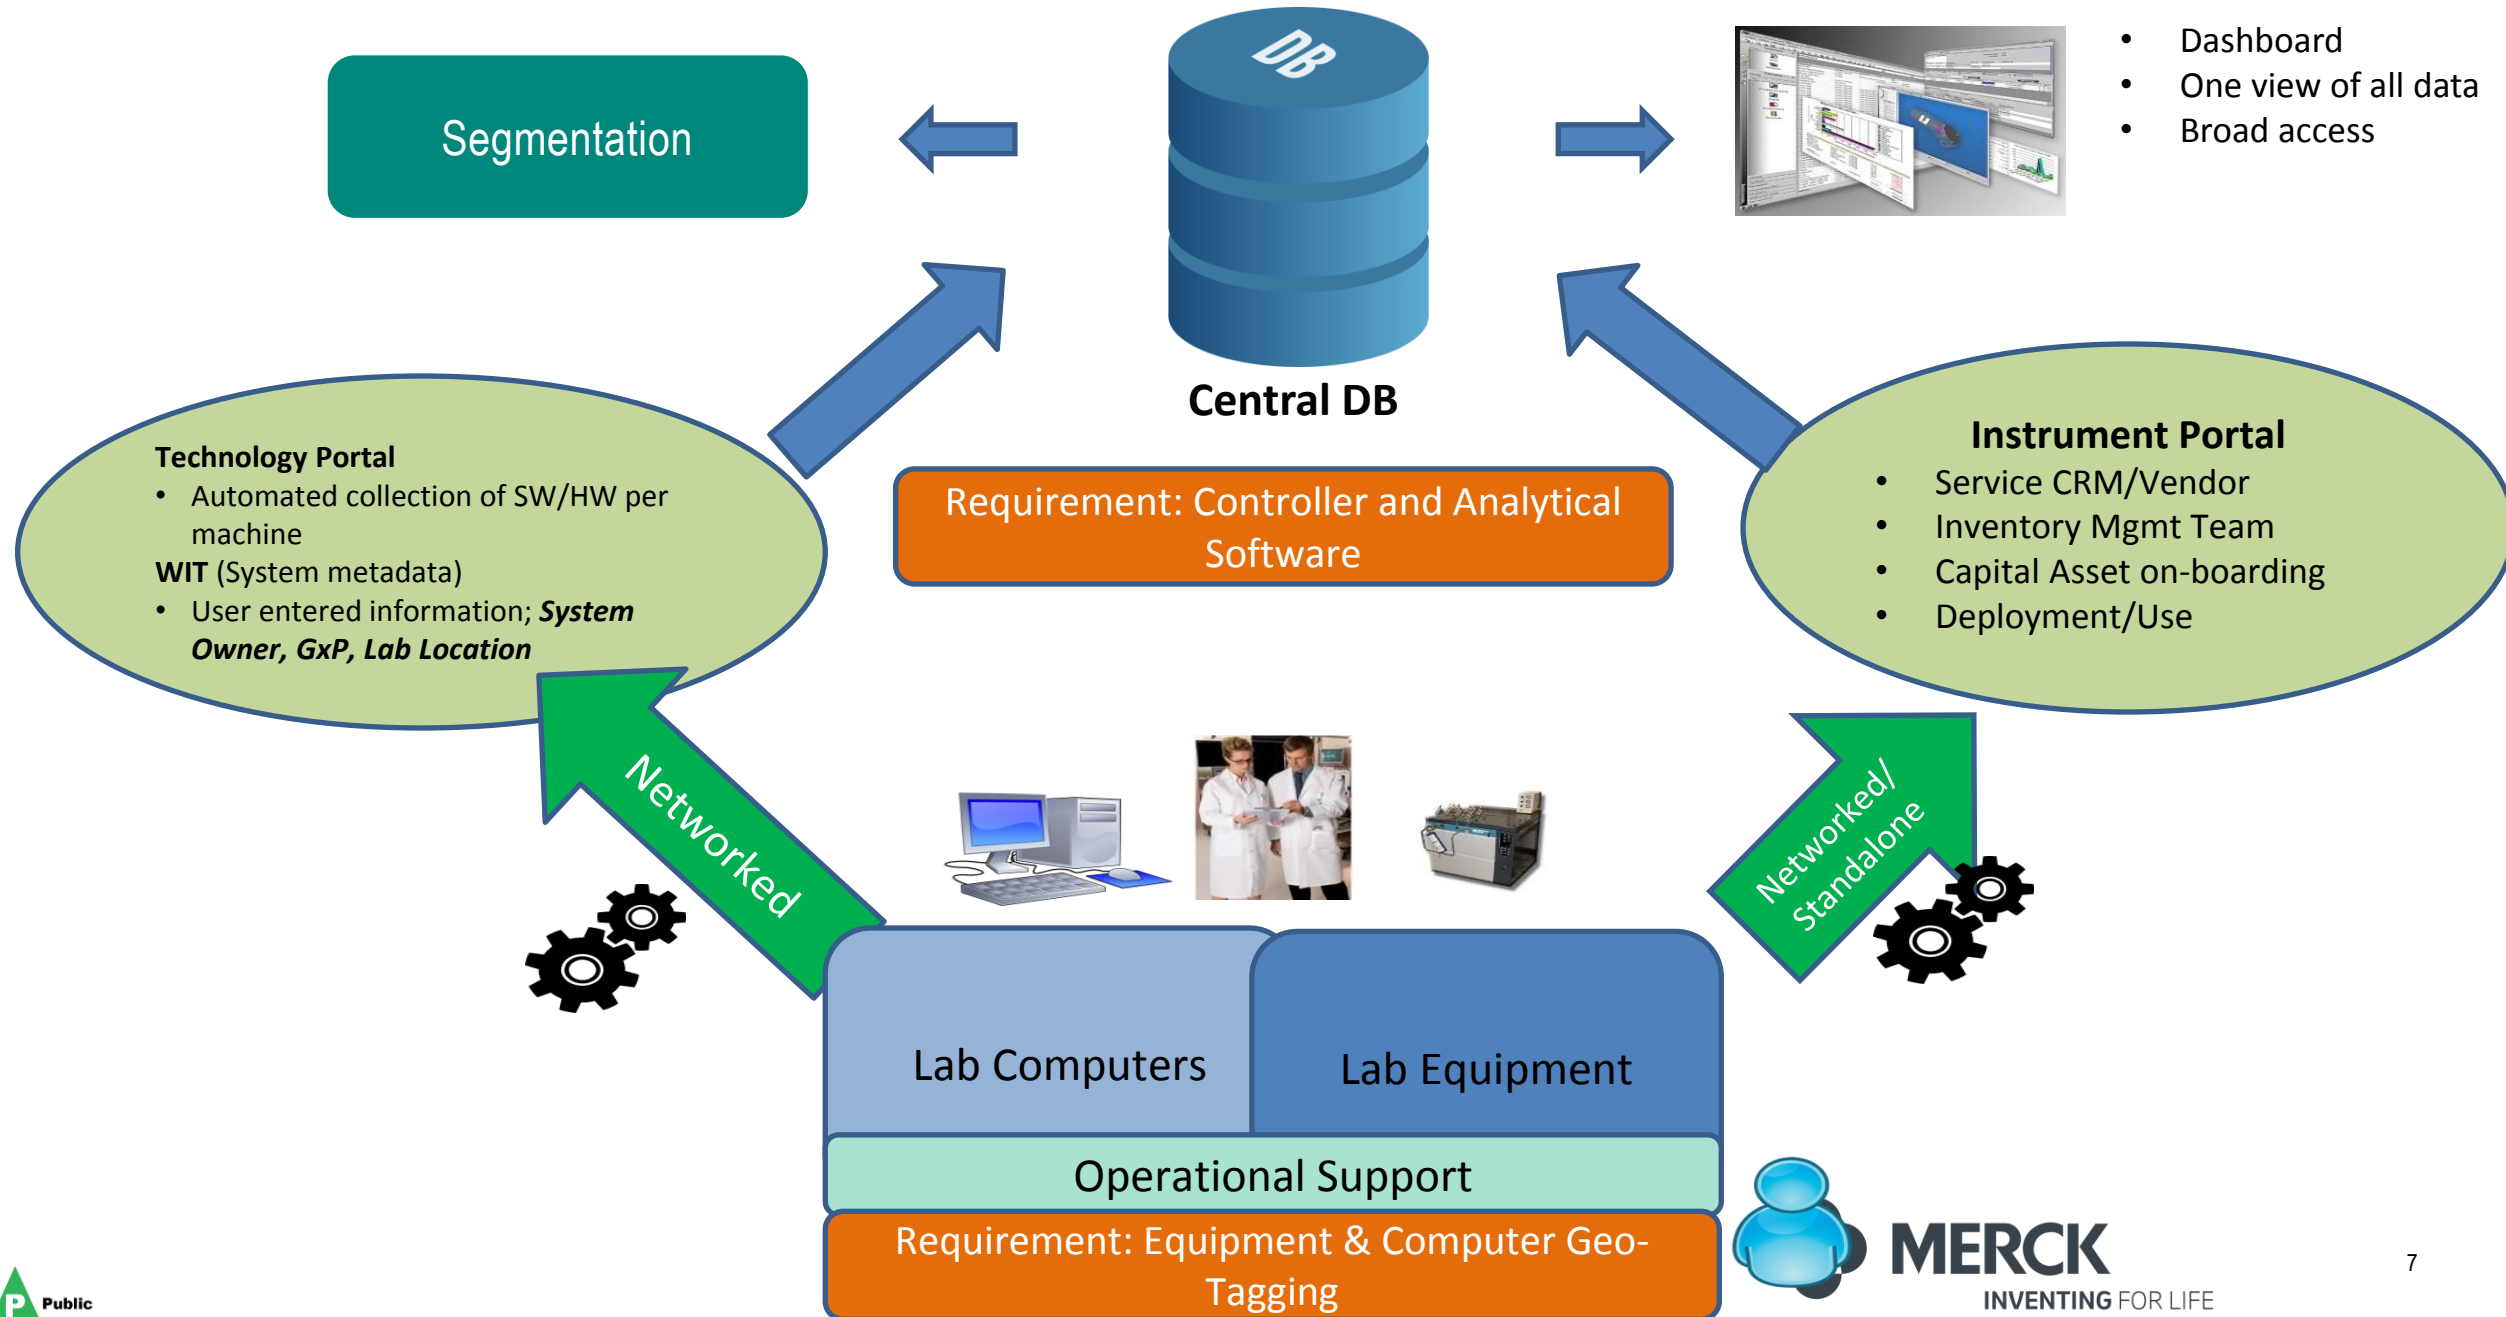 DB
Segmentation
• Dashboard
• One view of all data
• Broad access
Central DB
Technology Portal
• Automated collection of SW/HW per
machine
WIT (System metadata)
• User entered information; System
Owner, GxP, Lab Location
Requirement: Controller and Analytical
Software
Instrument Portal
• Service CRM/Vendor
• Inventory Mgmt Team
• Capital Asset on-boarding
• Deployment/Use
Networked
Networked/
Standalone
Lab Computers
Lab Equipment
Operational Support
Requirement: Equipment & Computer Geo-
Tagging
MERCK
INVENTING FOR LIFE
7
P
Public